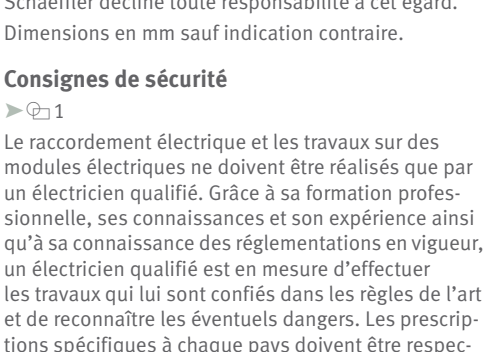 Schaeffler décline toute responsabilité à cet égard.
Dimensions en mm sauf indication contraire.
Consignes de sécurité
➤ 1
Le raccordement électrique et les travaux sur des
modules électriques ne doivent être réalisés que par
un électricien qualifié. Grâce à sa formation profes-
sionnelle, ses connaissances et son expérience ainsi
qu’à sa connaissance des réglementations en vigueur,
un électricien qualifié est en mesure d’effectuer
les travaux qui lui sont confiés dans les règles de l’art
et de reconnaître les éventuels dangers. Les prescrip-
tions spécifiques à chaque pays doivent être respec-